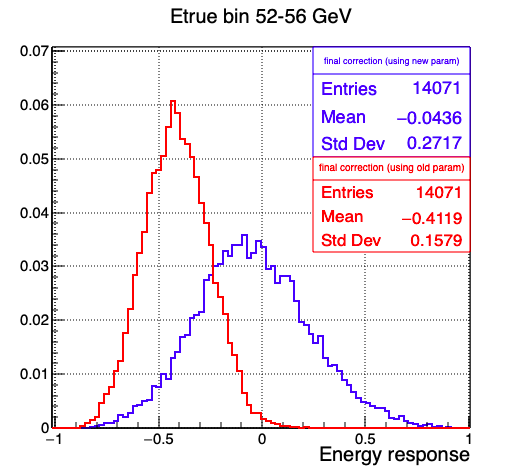 Etrue bin 52-56 GeV
0.07
0.06
0.05
0.04
0.03
0.02
0.01
0
final correction (using new param)
Entries 14071
Mean −0.0436
Std Dev 0.2717
final correction (using old param)
Entries 14071
Mean −0.4119
Std Dev 0.1579
−1 −0.5 0 0.5 1
Energy response